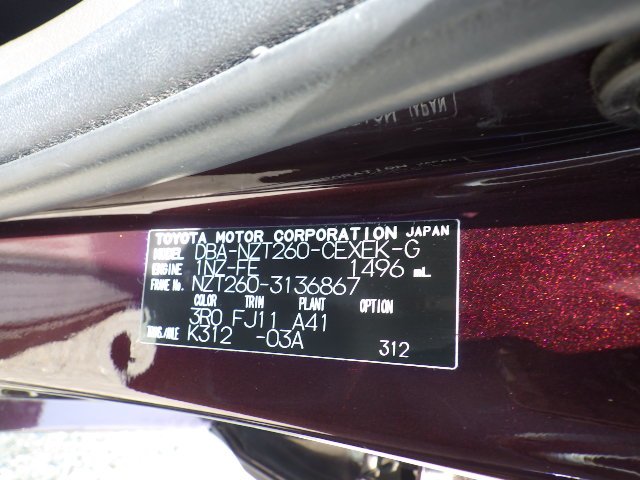 TOYOTA MOTOR CORPORATION JAPAN
MODEL DBA-NZT260-CEXEK-G
ENGINE 1NZ-FE 1496 mL
FRAME No. NZT260-3136867
COLOR TRIM PLANT OPTION
3R0 FJ11 A41
TRANS./AXLE K312 -03A
312